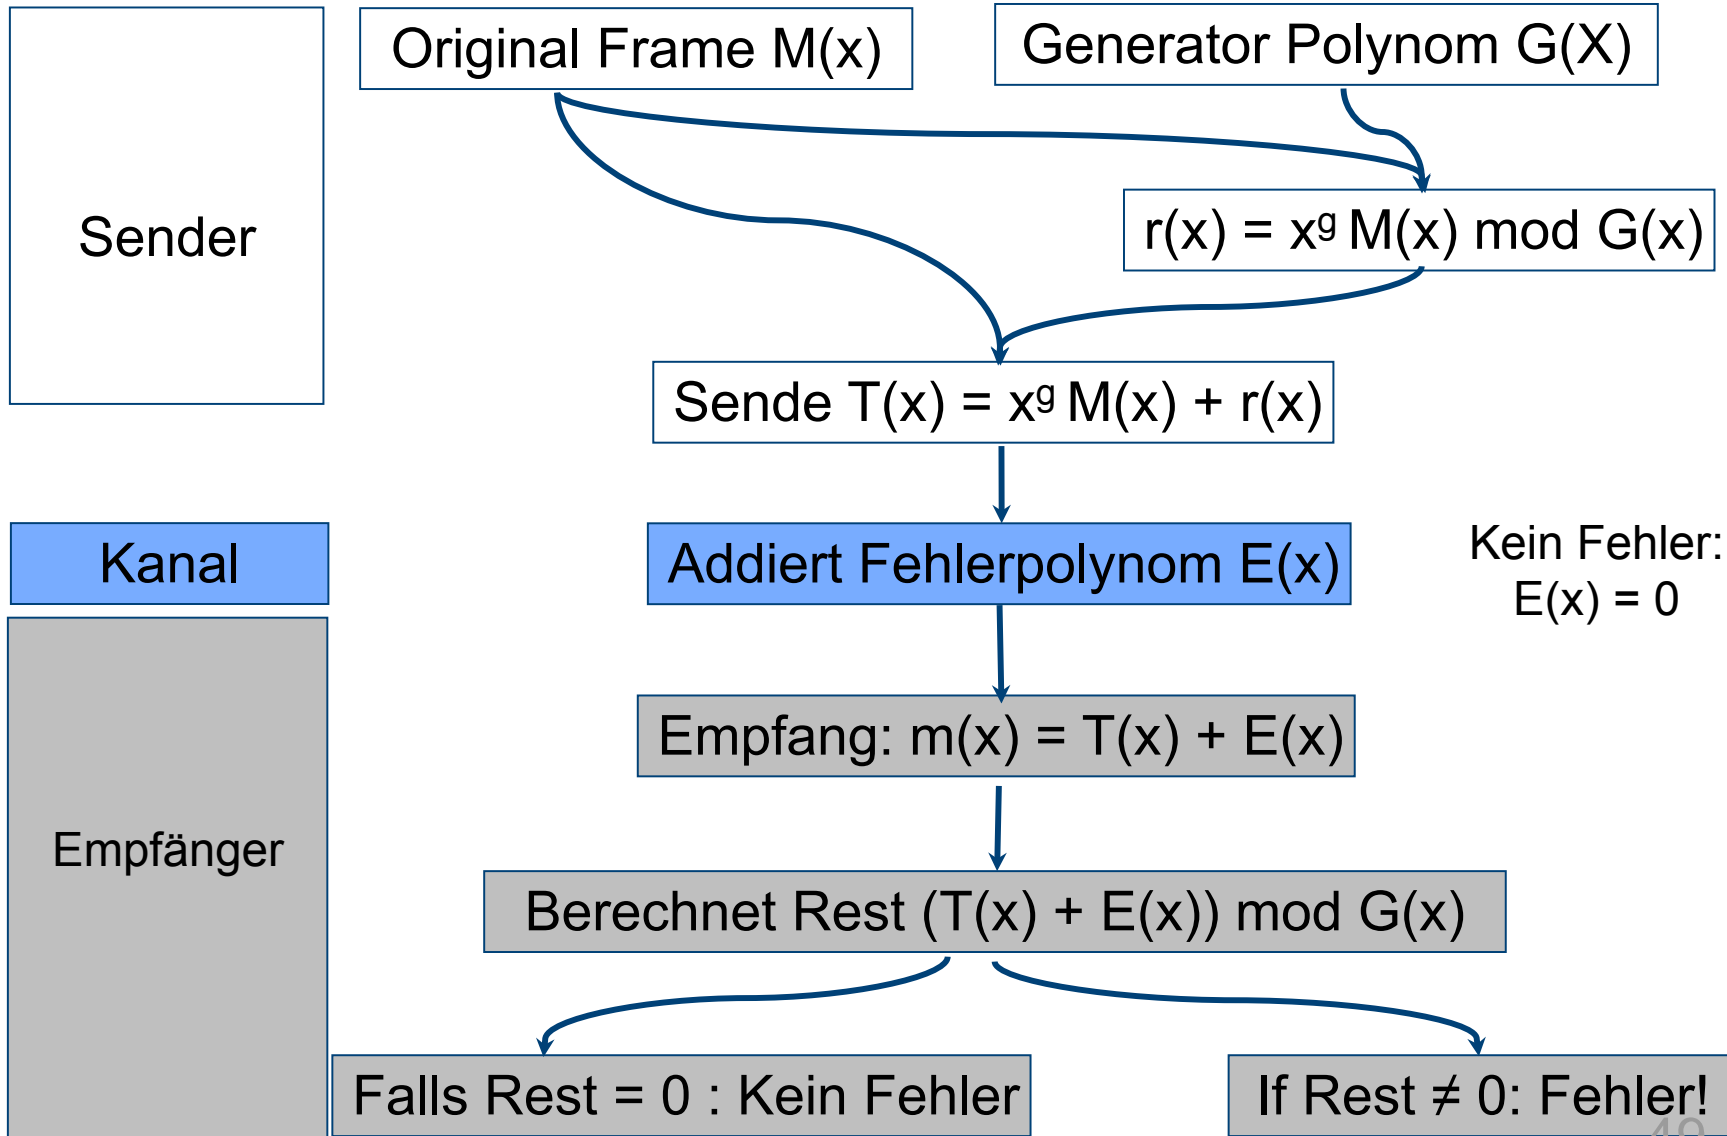 Original Frame M(x)
Generator Polynom G(X)
Sender
r(x) = xᵍ M(x) mod G(x)
Sende T(x) = xᵍ M(x) + r(x)
Kanal
Addiert Fehlerpolynom E(x)
Kein Fehler:
E(x) = 0
Empfang: m(x) = T(x) + E(x)
Empfänger
Berechnet Rest (T(x) + E(x)) mod G(x)
Falls Rest = 0 : Kein Fehler
If Rest ≠ 0: Fehler!
49